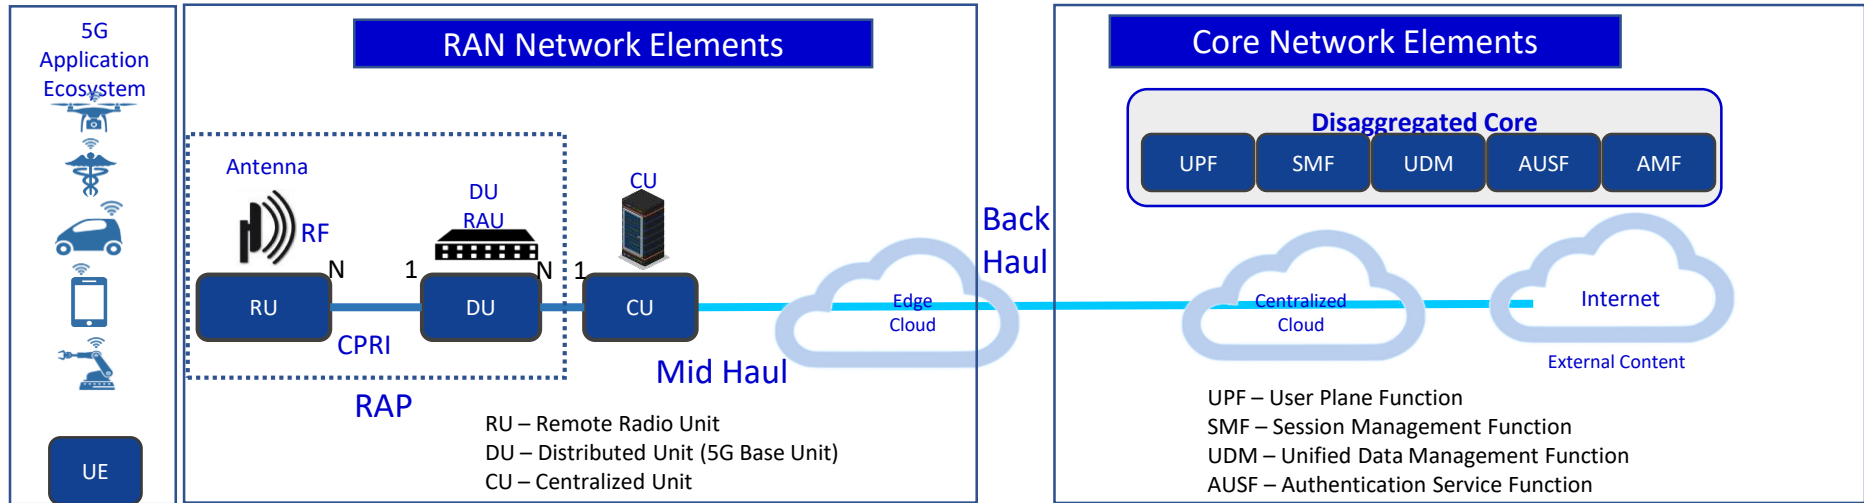 5G
Application
Ecosystem
UE
RAN Network Elements
Antenna
RF
DU
RAU
CU
N
1
N
1
RU
DU
CU
CPRI
RAP
Mid Haul
Edge
Cloud
RU – Remote Radio Unit
DU – Distributed Unit (5G Base Unit)
CU – Centralized Unit
Back
Haul
Core Network Elements
Disaggregated Core
UPF
SMF
UDM
AUSF
AMF
Centralized
Cloud
Internet
External Content
UPF – User Plane Function
SMF – Session Management Function
UDM – Unified Data Management Function
AUSF – Authentication Service Function